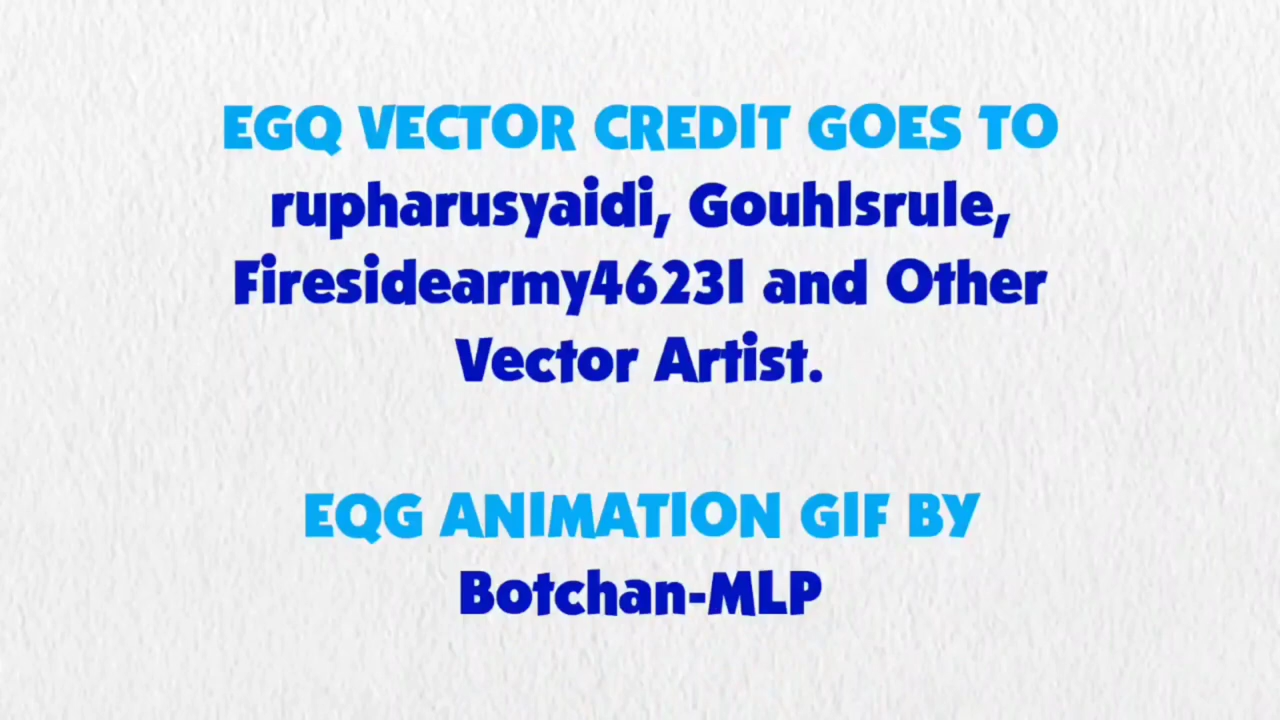 EGQ VECTOR CREDIT GOES TO
rupharusyaidi, Gouhlsrule,
Firesidearmy46231 and Other
Vector Artist.
EQG ANIMATION GIF BY
Botchan-MLP